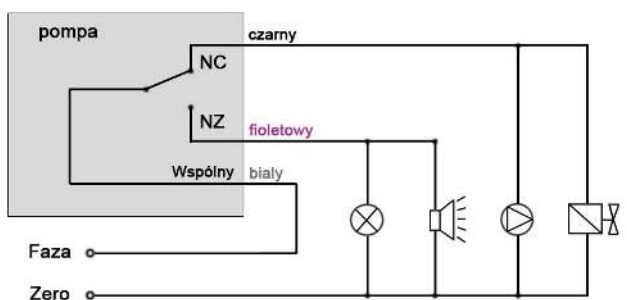 pompa
czarny
NC
NZ
fioletowy
Wspólny biały
Faza
Zero